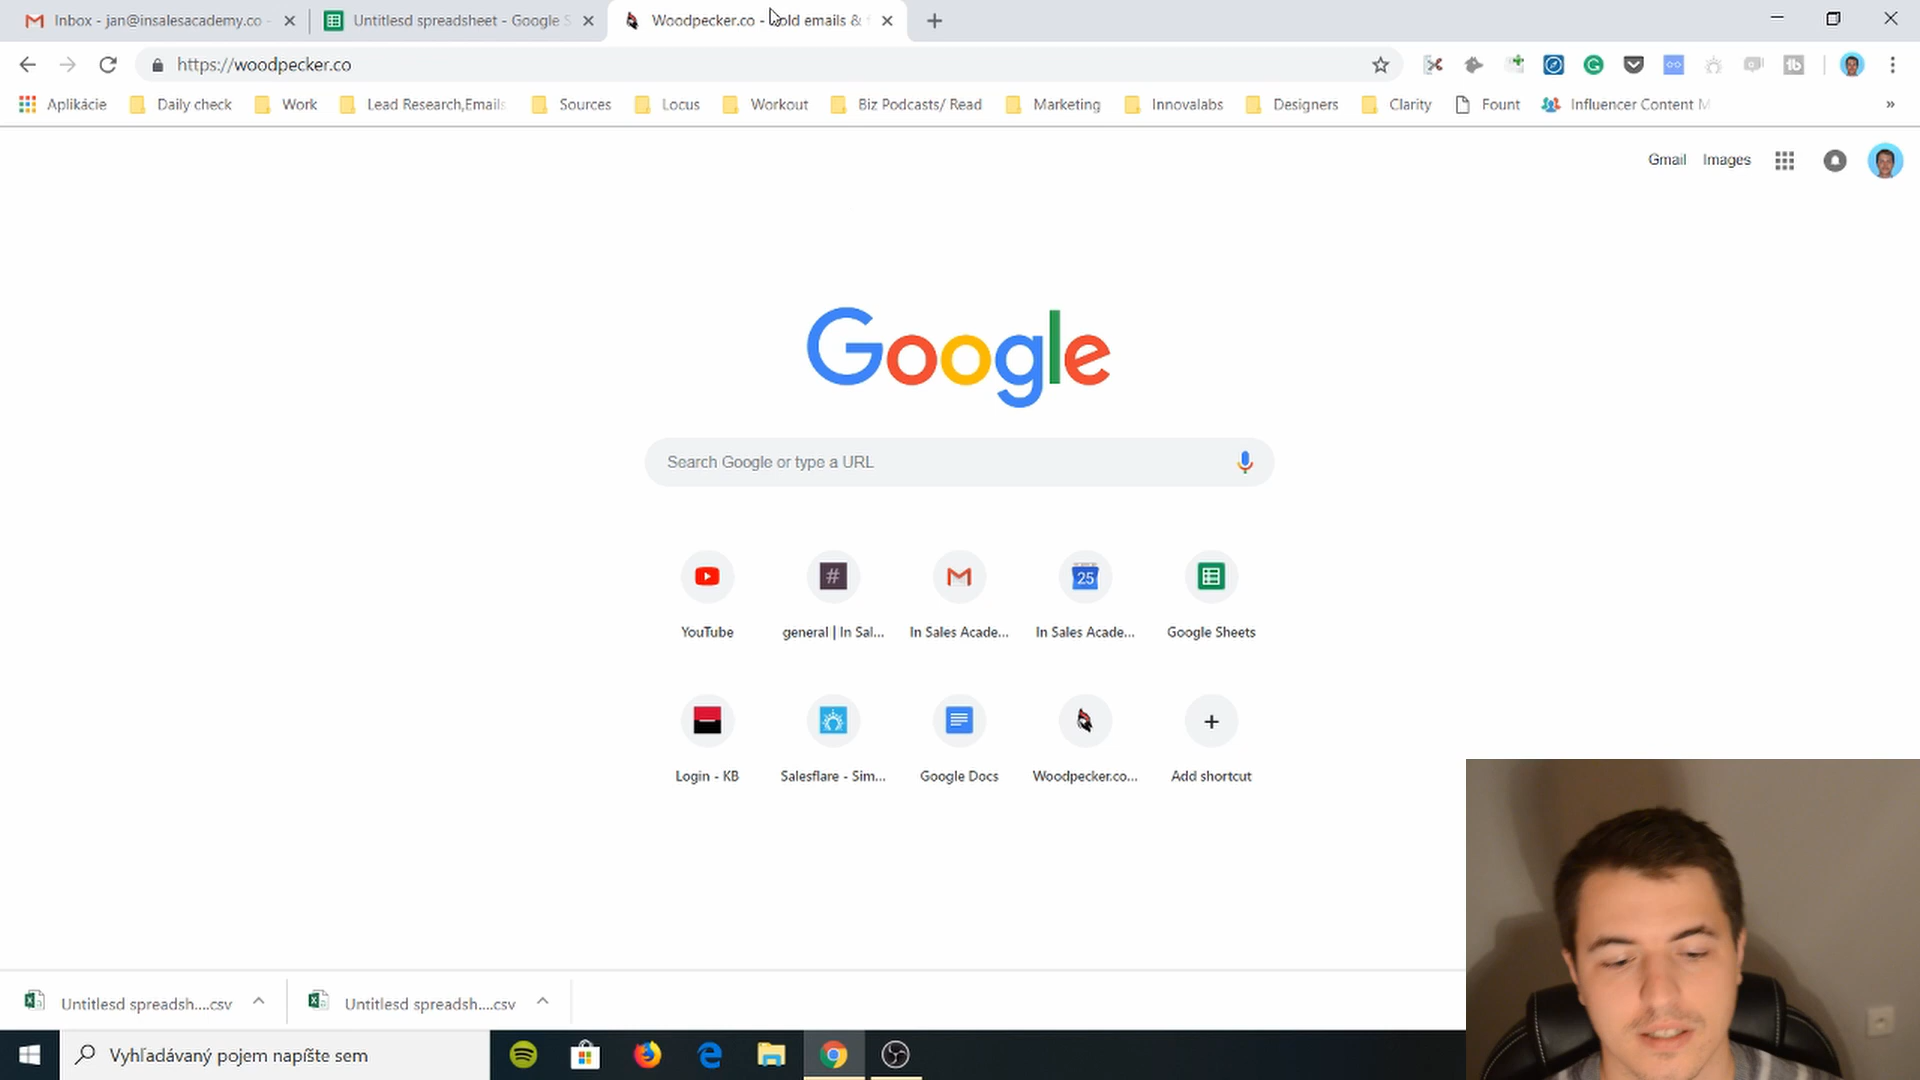 Inbox - jan@insalesacademy.co -
Untitlesd spreadsheet - Google S
Woodpecker.co - cold emails & f
https://woodpecker.co
Aplikácie
Daily check
Work
Lead Research,Emails
Sources
Locus
Workout
Biz Podcasts/ Read
Marketing
Innovalabs
Designers
Clarity
Fount
Influencer Content M
»
Gmail
Images
Google
Search Google or type a URL
YouTube
general | In Sal...
In Sales Acade...
In Sales Acade...
Google Sheets
Login - KB
Salesflare - Sim...
Google Docs
Woodpecker.co...
Add shortcut
Untitlesd spreadsh....csv
Untitlesd spreadsh....csv
Vyhľadávaný pojem napíšte sem